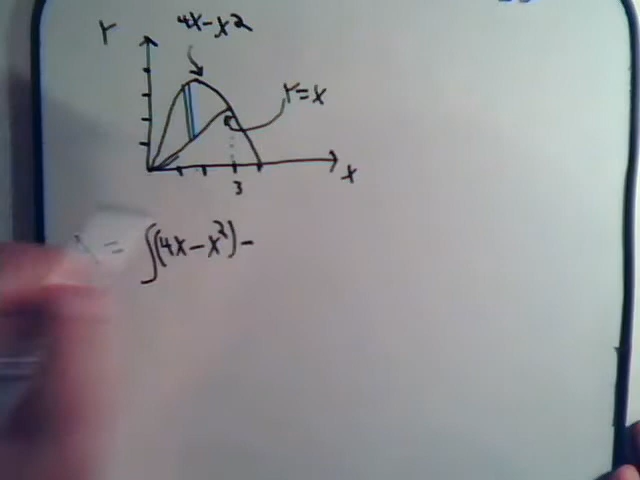 4x-x²
Y
Y=x
x
3
= ∫(4x-x²)-